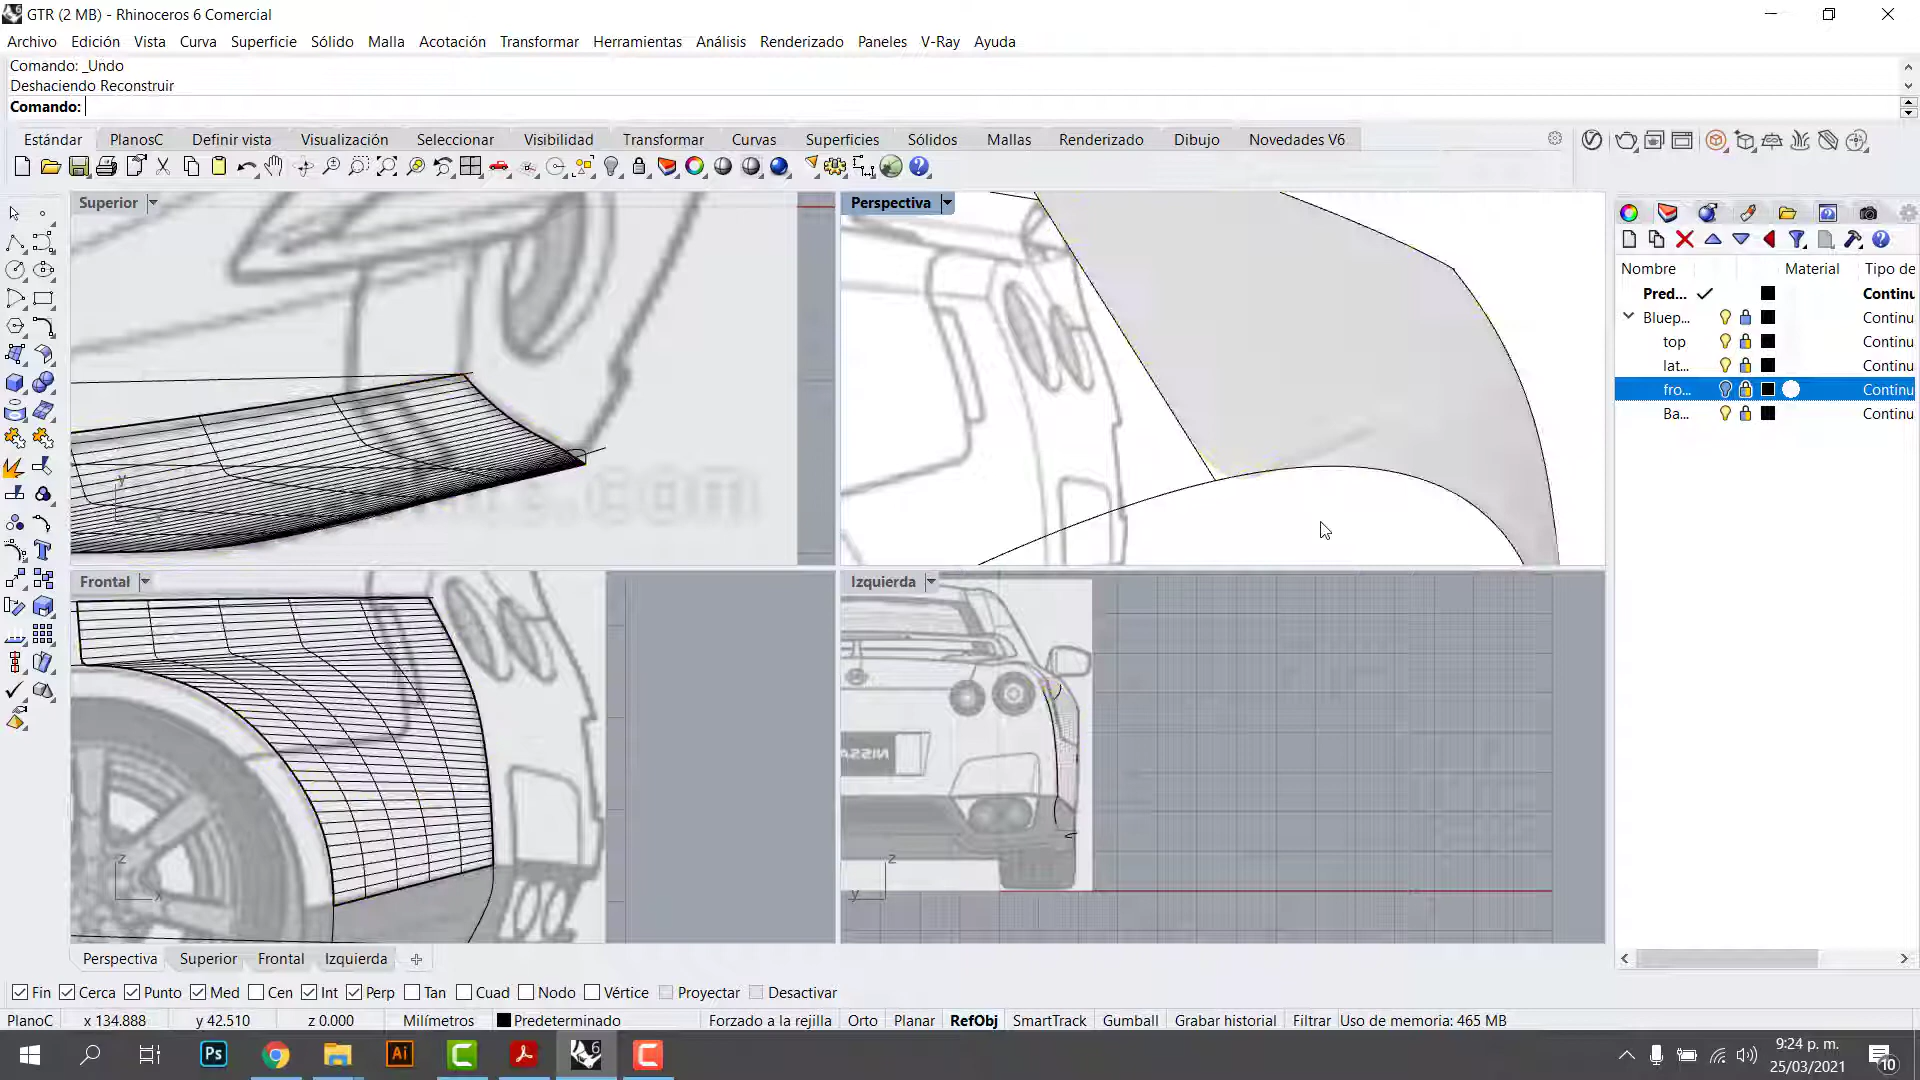 GTR (2 MB) - Rhinoceros 6 Comercial
Archivo Edición Vista Curva Superficie Sólido Malla Acotación Transformar Herramientas Análisis Renderizado Paneles V-Ray Ayuda
Comando: _Undo
Deshaciendo Reconstruir
Comando:
Estándar PlanosC Definir vista Visualización Seleccionar Visibilidad Transformar Curvas Superficies Sólidos Mallas Renderizado Dibujo Novedades V6
Superior
Perspectiva
Nombre Material Tipo de
Pred... Continu
Bluep... Continu
top Continu
lat... Continu
fro... Continu
Ba... Continu
y
Frontal
Izquierda
NISSA
z
x
z
y
Perspectiva Superior Frontal Izquierda
Fin Cerca Punto Med Cen Int Perp Tan Cuad Nodo Vértice Proyectar Desactivar
PlanoC x 134.888 y 42.510 z 0.000 Milímetros Predeterminado Forzado a la rejilla Orto Planar RefObj SmartTrack Gumball Grabar historial Filtrar Uso de memoria: 465 MB
Ps Ai C 6 C
9:24 p. m.
25/03/2021
10